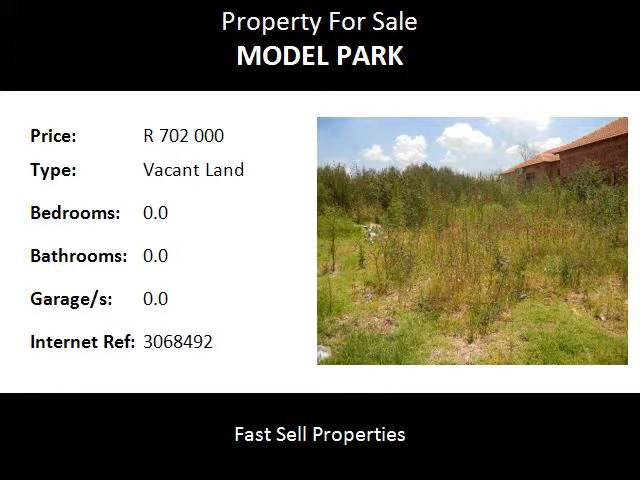 Property For Sale
MODEL PARK
Price: R 702 000
Type: Vacant Land
Bedrooms: 0.0
Bathrooms: 0.0
Garage/s: 0.0
Internet Ref: 3068492
Fast Sell Properties